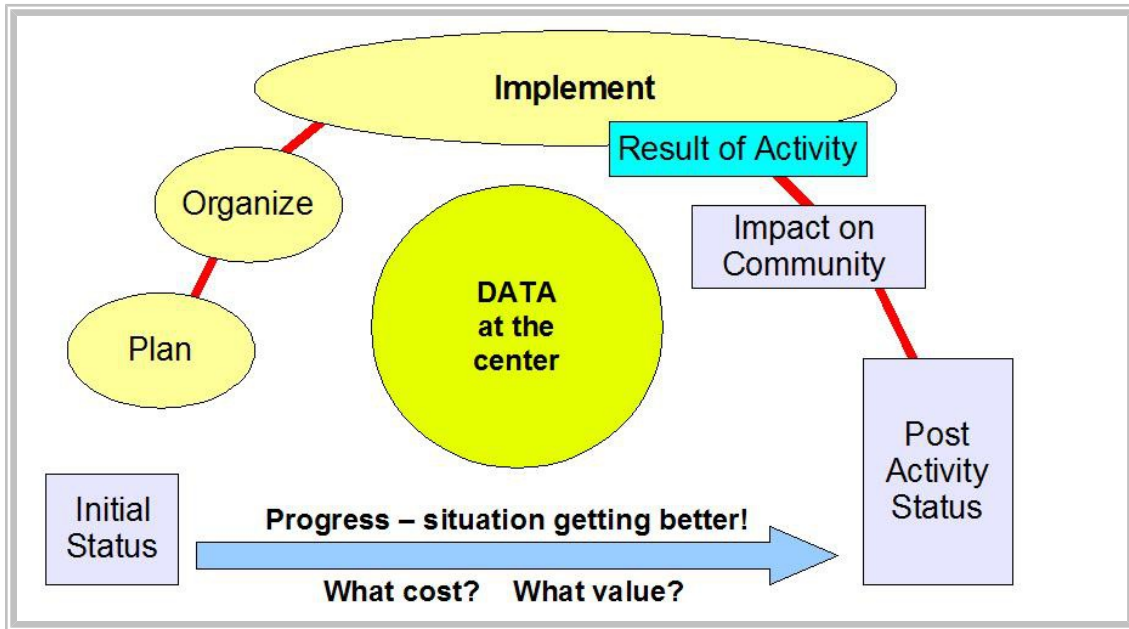 Implement
Result of Activity
Organize
Impact on
Community
DATA
at the
center
Plan
Post
Activity
Status
Initial
Status
Progress – situation getting better!
What cost? What value?